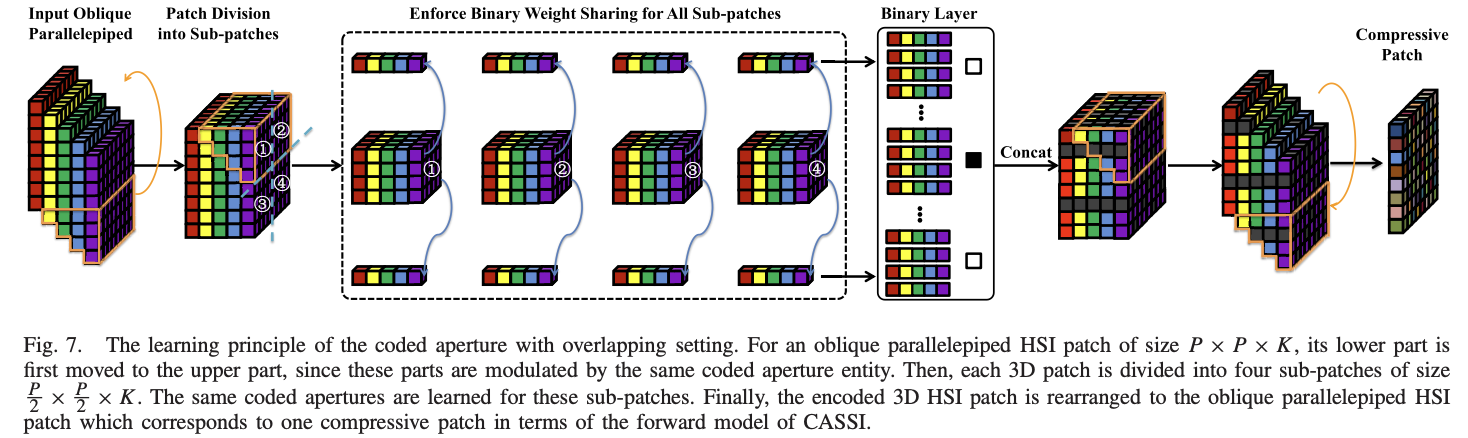 Input Oblique
Parallelepiped
Patch Division
into Sub-patches
Enforce Binary Weight Sharing for All Sub-patches
Binary Layer
Compressive
Patch
②
①
④
③
①
②
③
④
Concat
Fig. 7. The learning principle of the coded aperture with overlapping setting. For an oblique parallelepiped HSI patch of size P × P × K, its lower part is
first moved to the upper part, since these parts are modulated by the same coded aperture entity. Then, each 3D patch is divided into four sub-patches of size
P/2 × P/2 × K. The same coded apertures are learned for these sub-patches. Finally, the encoded 3D HSI patch is rearranged to the oblique parallelepiped HSI
patch which corresponds to one compressive patch in terms of the forward model of CASSI.